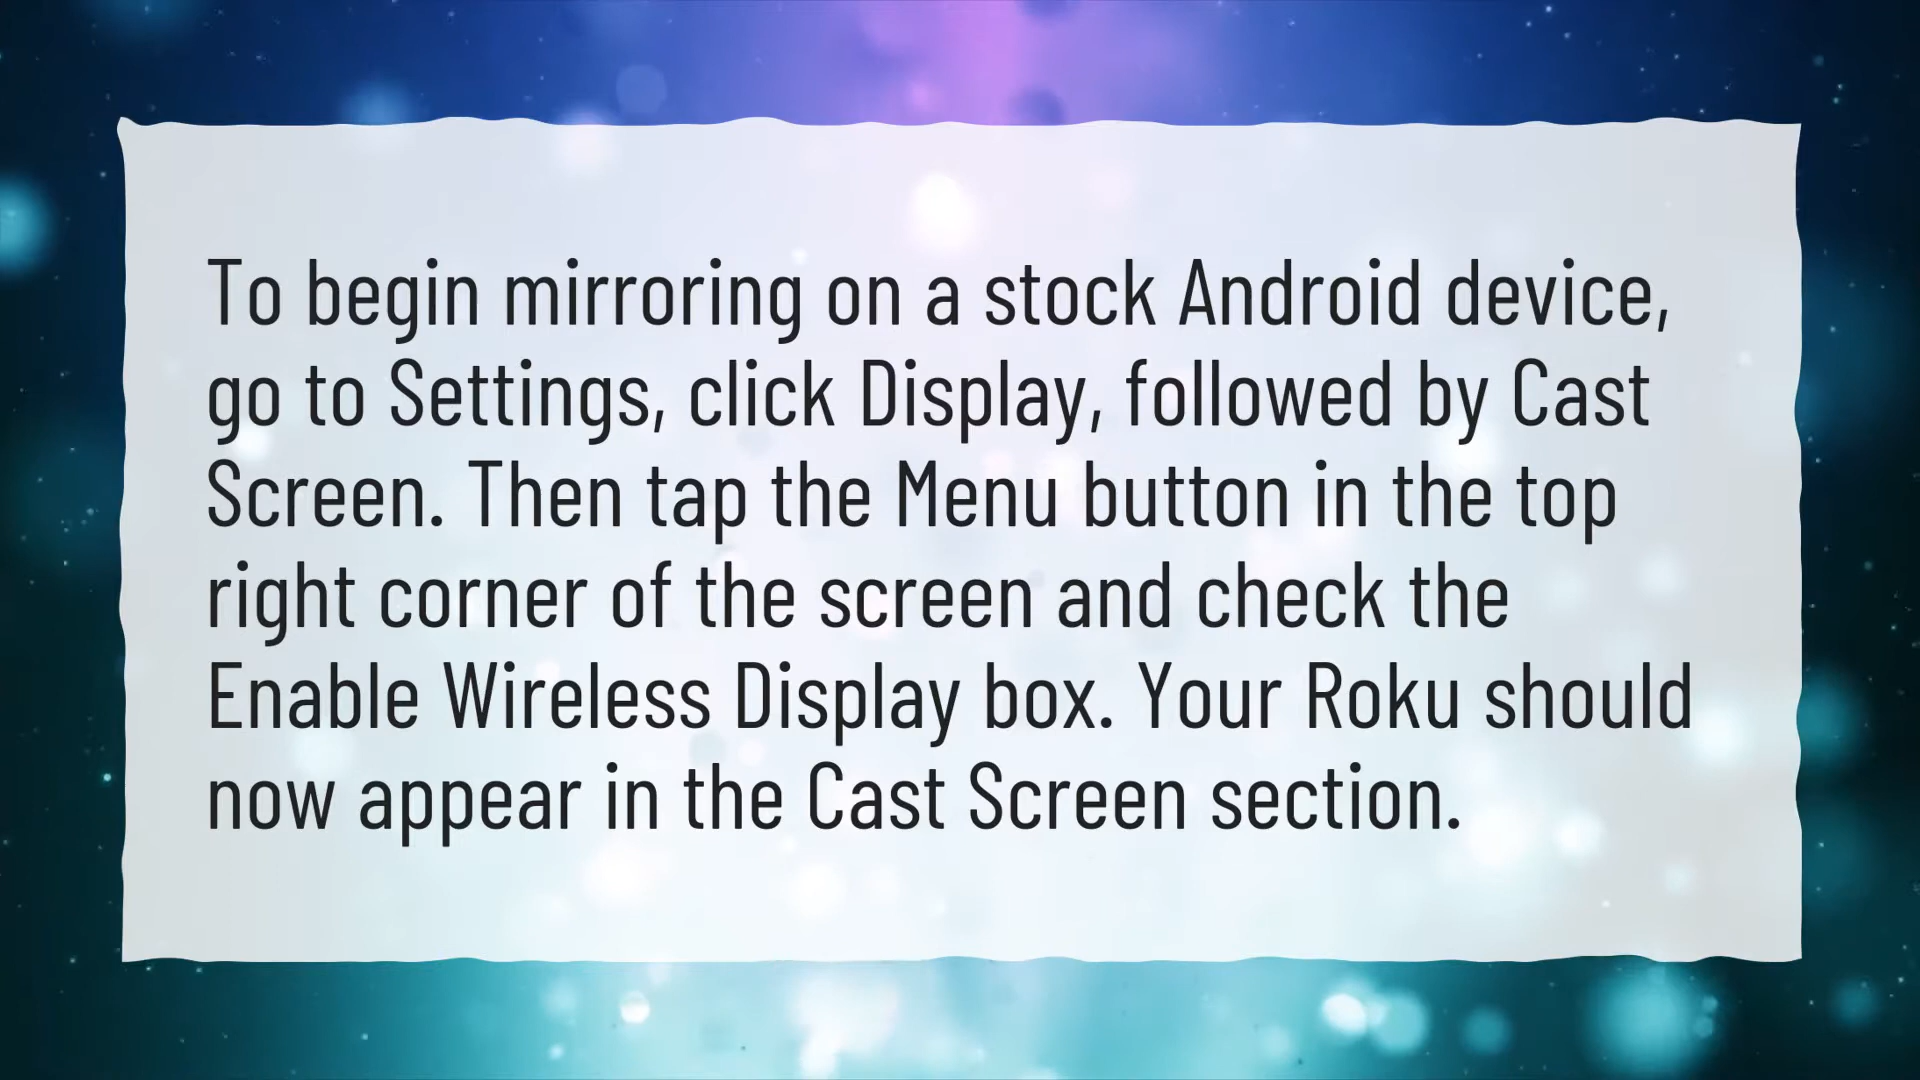 To begin mirroring on a stock Android device,
go to Settings, click Display, followed by Cast
Screen. Then tap the Menu button in the top
right corner of the screen and check the
Enable Wireless Display box. Your Roku should
now appear in the Cast Screen section.